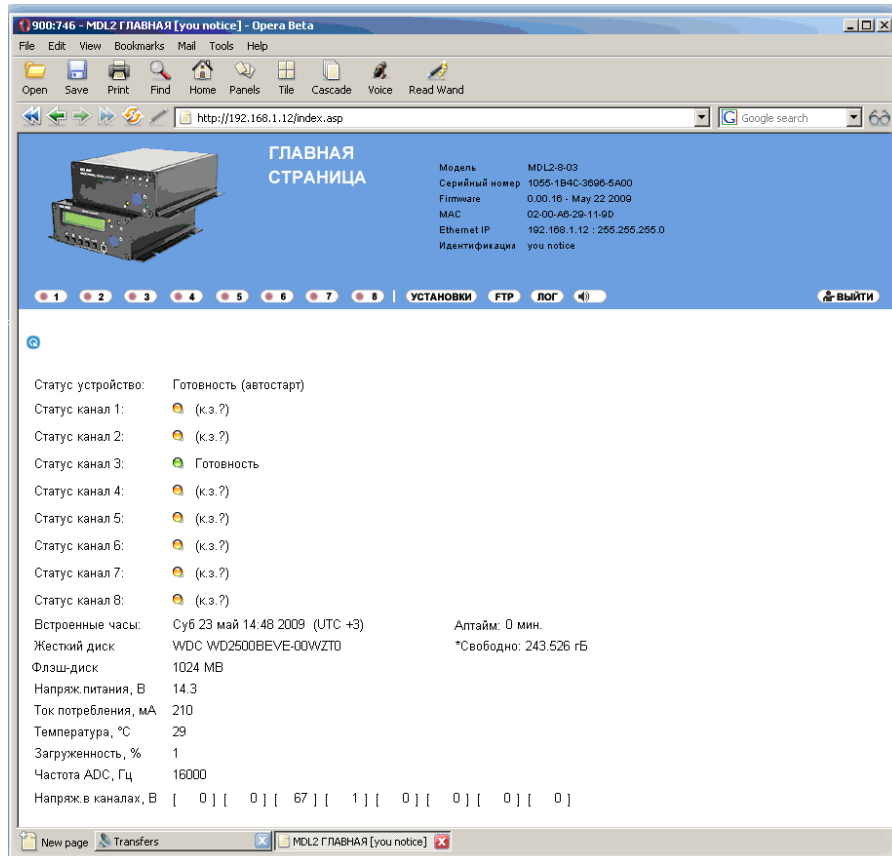 900:746 - MDL2 ГЛАВНАЯ [you notice] - Opera Beta
File Edit View Bookmarks Mail Tools Help
Open Save Print Find Home Panels Tile Cascade Voice Read Wand
http://192.168.1.12/index.asp
G Google search
ГЛАВНАЯ
СТРАНИЦА
Модель MDL2-8-03
Серийный номер 1055-1B4C-3696-5A00
Firmware 0.00.16 - May 22 2009
MAC 02-00-A6-29-11-9D
Ethernet IP 192.168.1.12 : 255.255.255.0
Идентификация you notice
1 2 3 4 5 6 7 8 | УСТАНОВКИ FTP ЛОГ ВЫЙТИ
Статус устройство: Готовность (автостарт)
Статус канал 1: (к.з.?)
Статус канал 2: (к.з.?)
Статус канал 3: Готовность
Статус канал 4: (к.з.?)
Статус канал 5: (к.з.?)
Статус канал 6: (к.з.?)
Статус канал 7: (к.з.?)
Статус канал 8: (к.з.?)
Встроенные часы: Суб 23 май 14:48 2009 (UTC +3) Аптайм: 0 мин.
Жесткий диск WDC WD2500BEVE-00WZT0 *Свободно: 243.526 гБ
Флэш-диск 1024 MB
Напряж.питания, В 14.3
Ток потребления, мА 210
Температура, °C 29
Загруженность, % 1
Частота ADC, Гц 16000
Напряж.в каналах, В [ 0 ] [ 0 ] [ 67 ] [ 1 ] [ 0 ] [ 0 ] [ 0 ] [ 0 ]
New page Transfers MDL2 ГЛАВНАЯ [you notice]